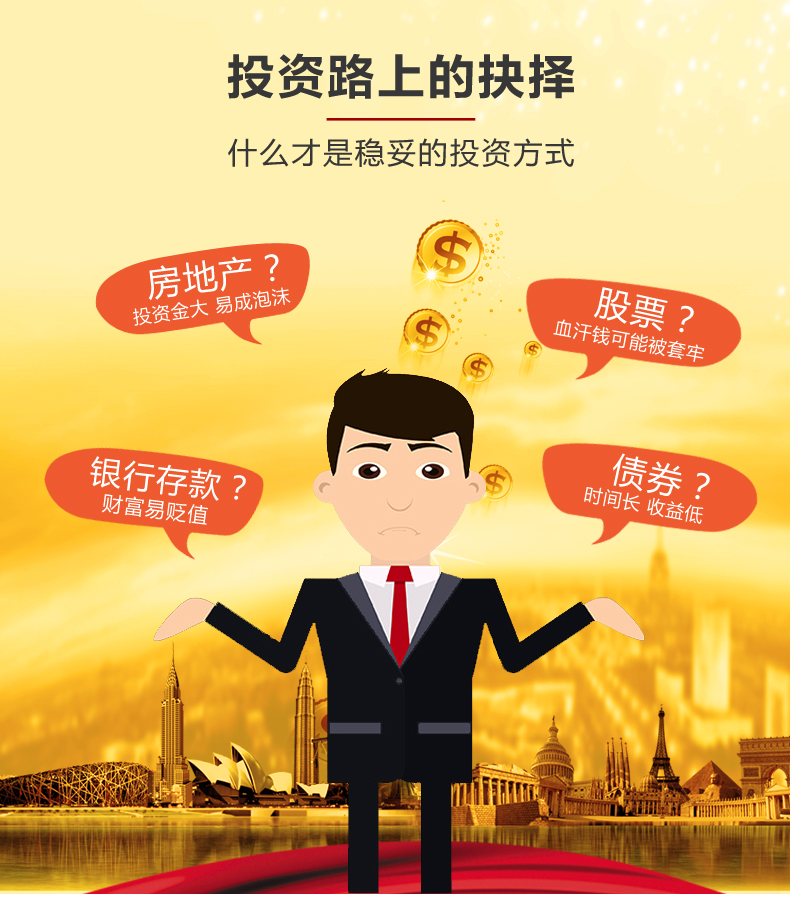 投资路上的抉择
什么才是稳妥的投资方式
房地产？
投资金大 易成泡沫
股票？
血汗钱可能被套牢
银行存款？
财富易贬值
债券？
时间长 收益低